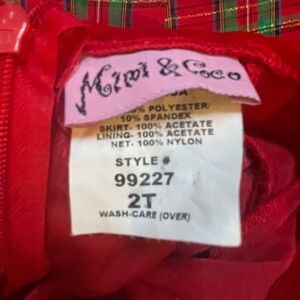 Mimi & Coco
% POLYESTER/
10% SPANDEX
SKIRT- 100% ACETATE
LINING- 100% ACETATE
NET- 100% NYLON
STYLE #
99227
2T
WASH-CARE (OVER)